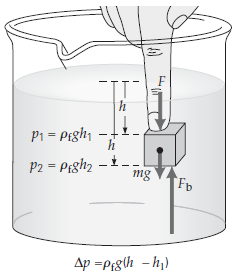 F
h
p₁ = ρfgh₁
h
p₂ = ρfgh₂
mg
Fb
Δp =ρfg(h – h₁)